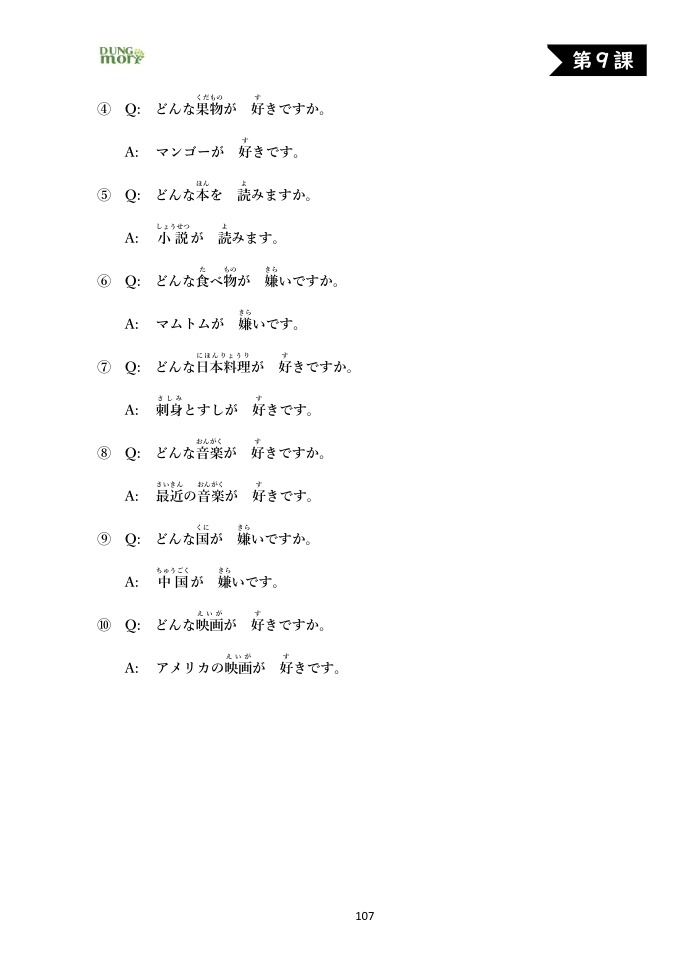 DUNG
mori
第9課
くだもの す
④ Q: どんな果物が 好きですか。
す
A: マンゴーが 好きです。
ほん よ
⑤ Q: どんな本を 読みますか。
しょうせつ よ
A: 小説が 読みます。
た もの きら
⑥ Q: どんな食べ物が 嫌いですか。
きら
A: マムトムが 嫌いです。
にほんりょうり す
⑦ Q: どんな日本料理が 好きですか。
さしみ す
A: 刺身とすしが 好きです。
おんがく す
⑧ Q: どんな音楽が 好きですか。
さいきん おんがく す
A: 最近の音楽が 好きです。
くに きら
⑨ Q: どんな国が 嫌いですか。
ちゅうごく きら
A: 中国が 嫌いです。
えいが す
⑩ Q: どんな映画が 好きですか。
えいが す
A: アメリカの映画が 好きです。
107